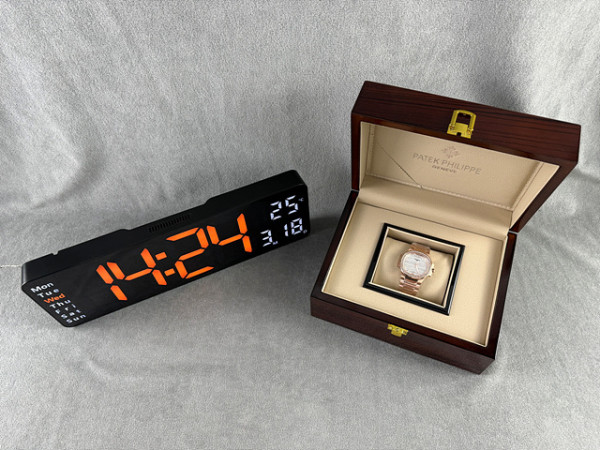 Mon
Tue
Wed
Thu
Fri
Sat
Sun
14:24
25
3 18
PATEK PHILIPPE
GENEVE